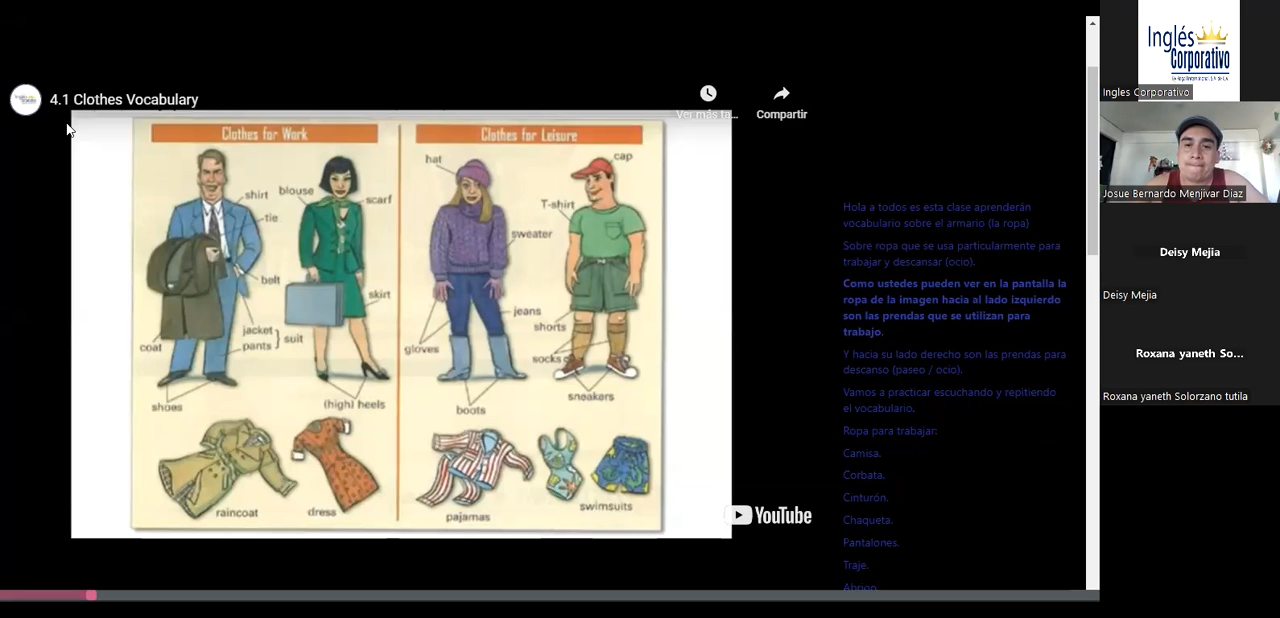 4.1 Clothes Vocabulary
Ver más ta...
Compartir
Clothes for Work
Clothes for Leisure
shirt
blouse
scarf
tie
belt
skirt
jacket
pants
suit
coat
shoes
(high) heels
raincoat
dress
hat
cap
T-shirt
sweater
jeans
shorts
gloves
socks
sneakers
boots
pajamas
swimsuits
YouTube
Hola a todos es esta clase aprenderán
vocabulario sobre el armario (la ropa)
Sobre ropa que se usa particularmente para
trabajar y descansar (ocio).
Como ustedes pueden ver en la pantalla la
ropa de la imagen hacia al lado izquierdo
son las prendas que se utilizan para
trabajo.
Y hacia su lado derecho son las prendas para
descanso (paseo / ocio).
Vamos a practicar escuchando y repitiendo
el vocabulario.
Ropa para trabajar:
Camisa.
Corbata.
Cinturón.
Chaqueta.
Pantalones.
Traje.
Abrigo.
Inglés
Corporativo
Ingles Corporativo
Josue Bernardo Menjivar Diaz
Deisy Mejia
Deisy Mejia
Roxana yaneth So...
Roxana yaneth Solorzano tutila